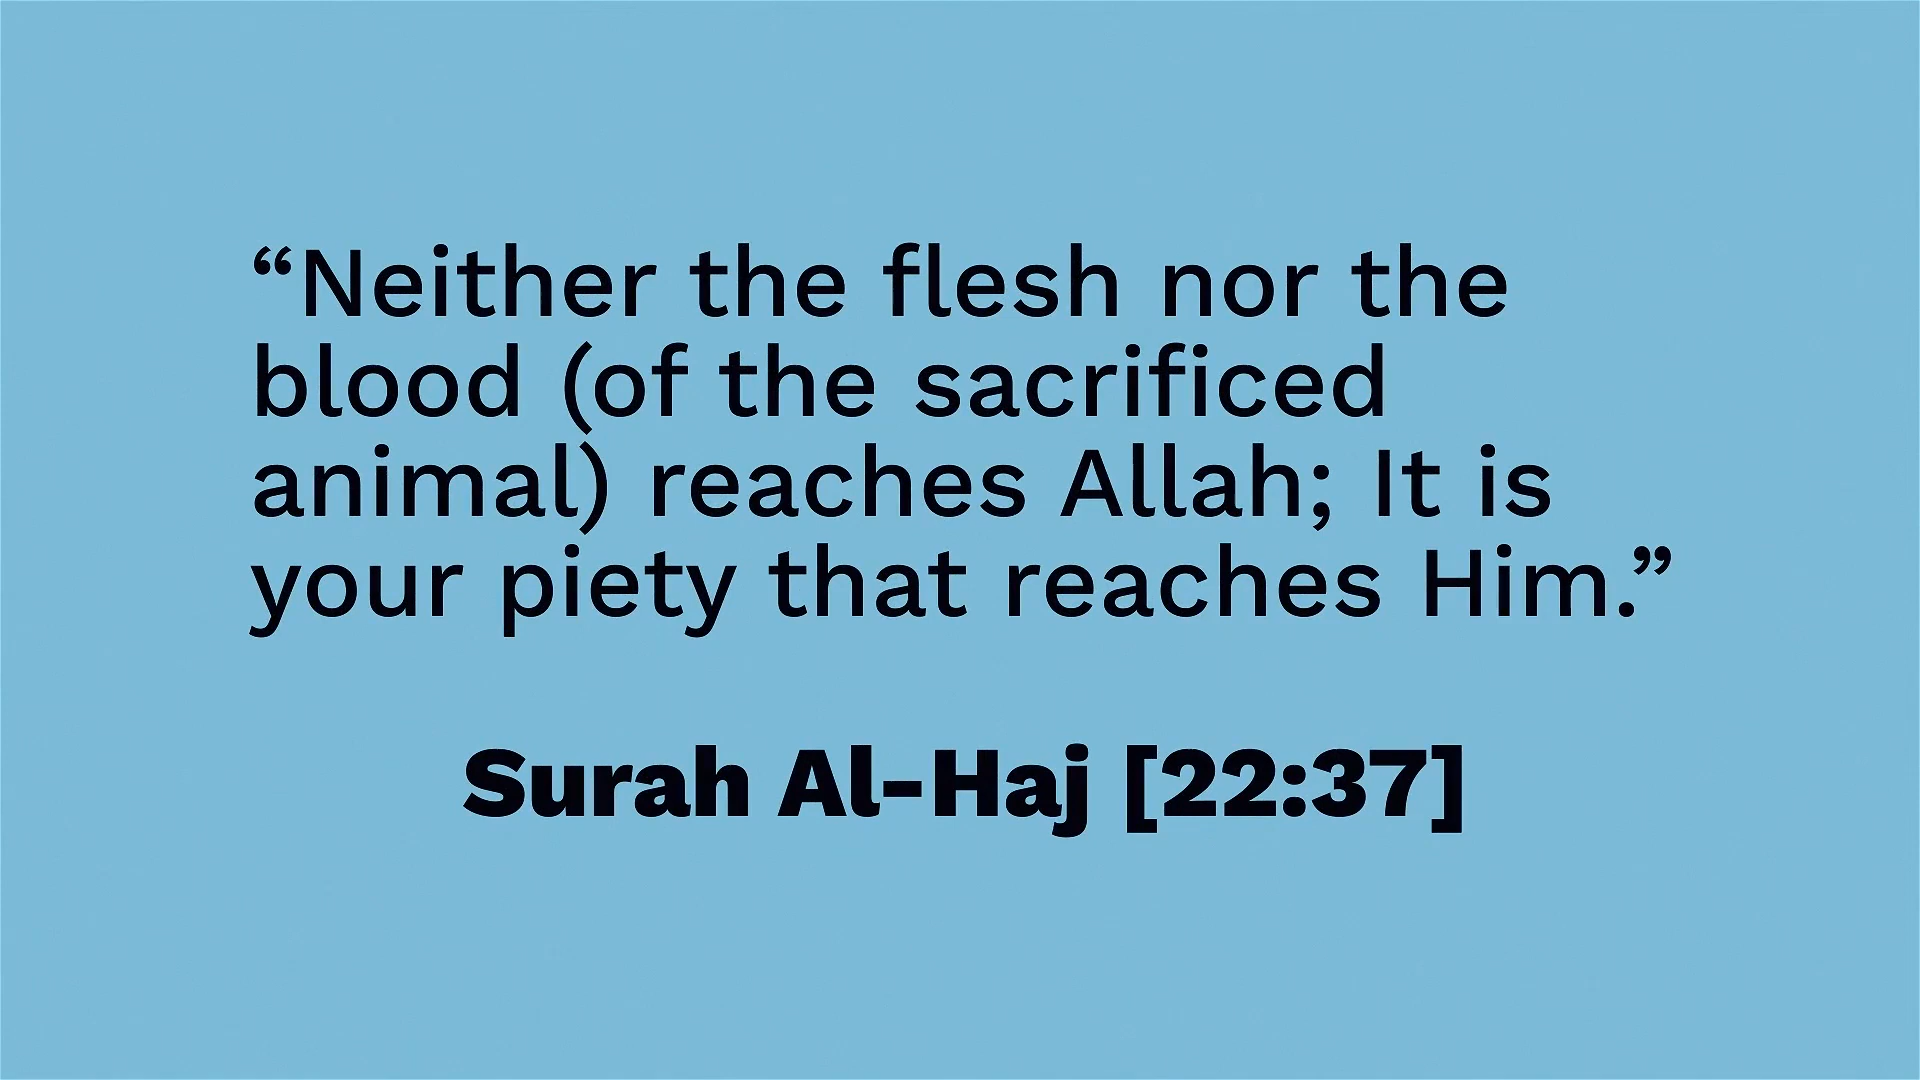 “Neither the flesh nor the
blood (of the sacrificed
animal) reaches Allah; It is
your piety that reaches Him.”
Surah Al-Haj [22:37]